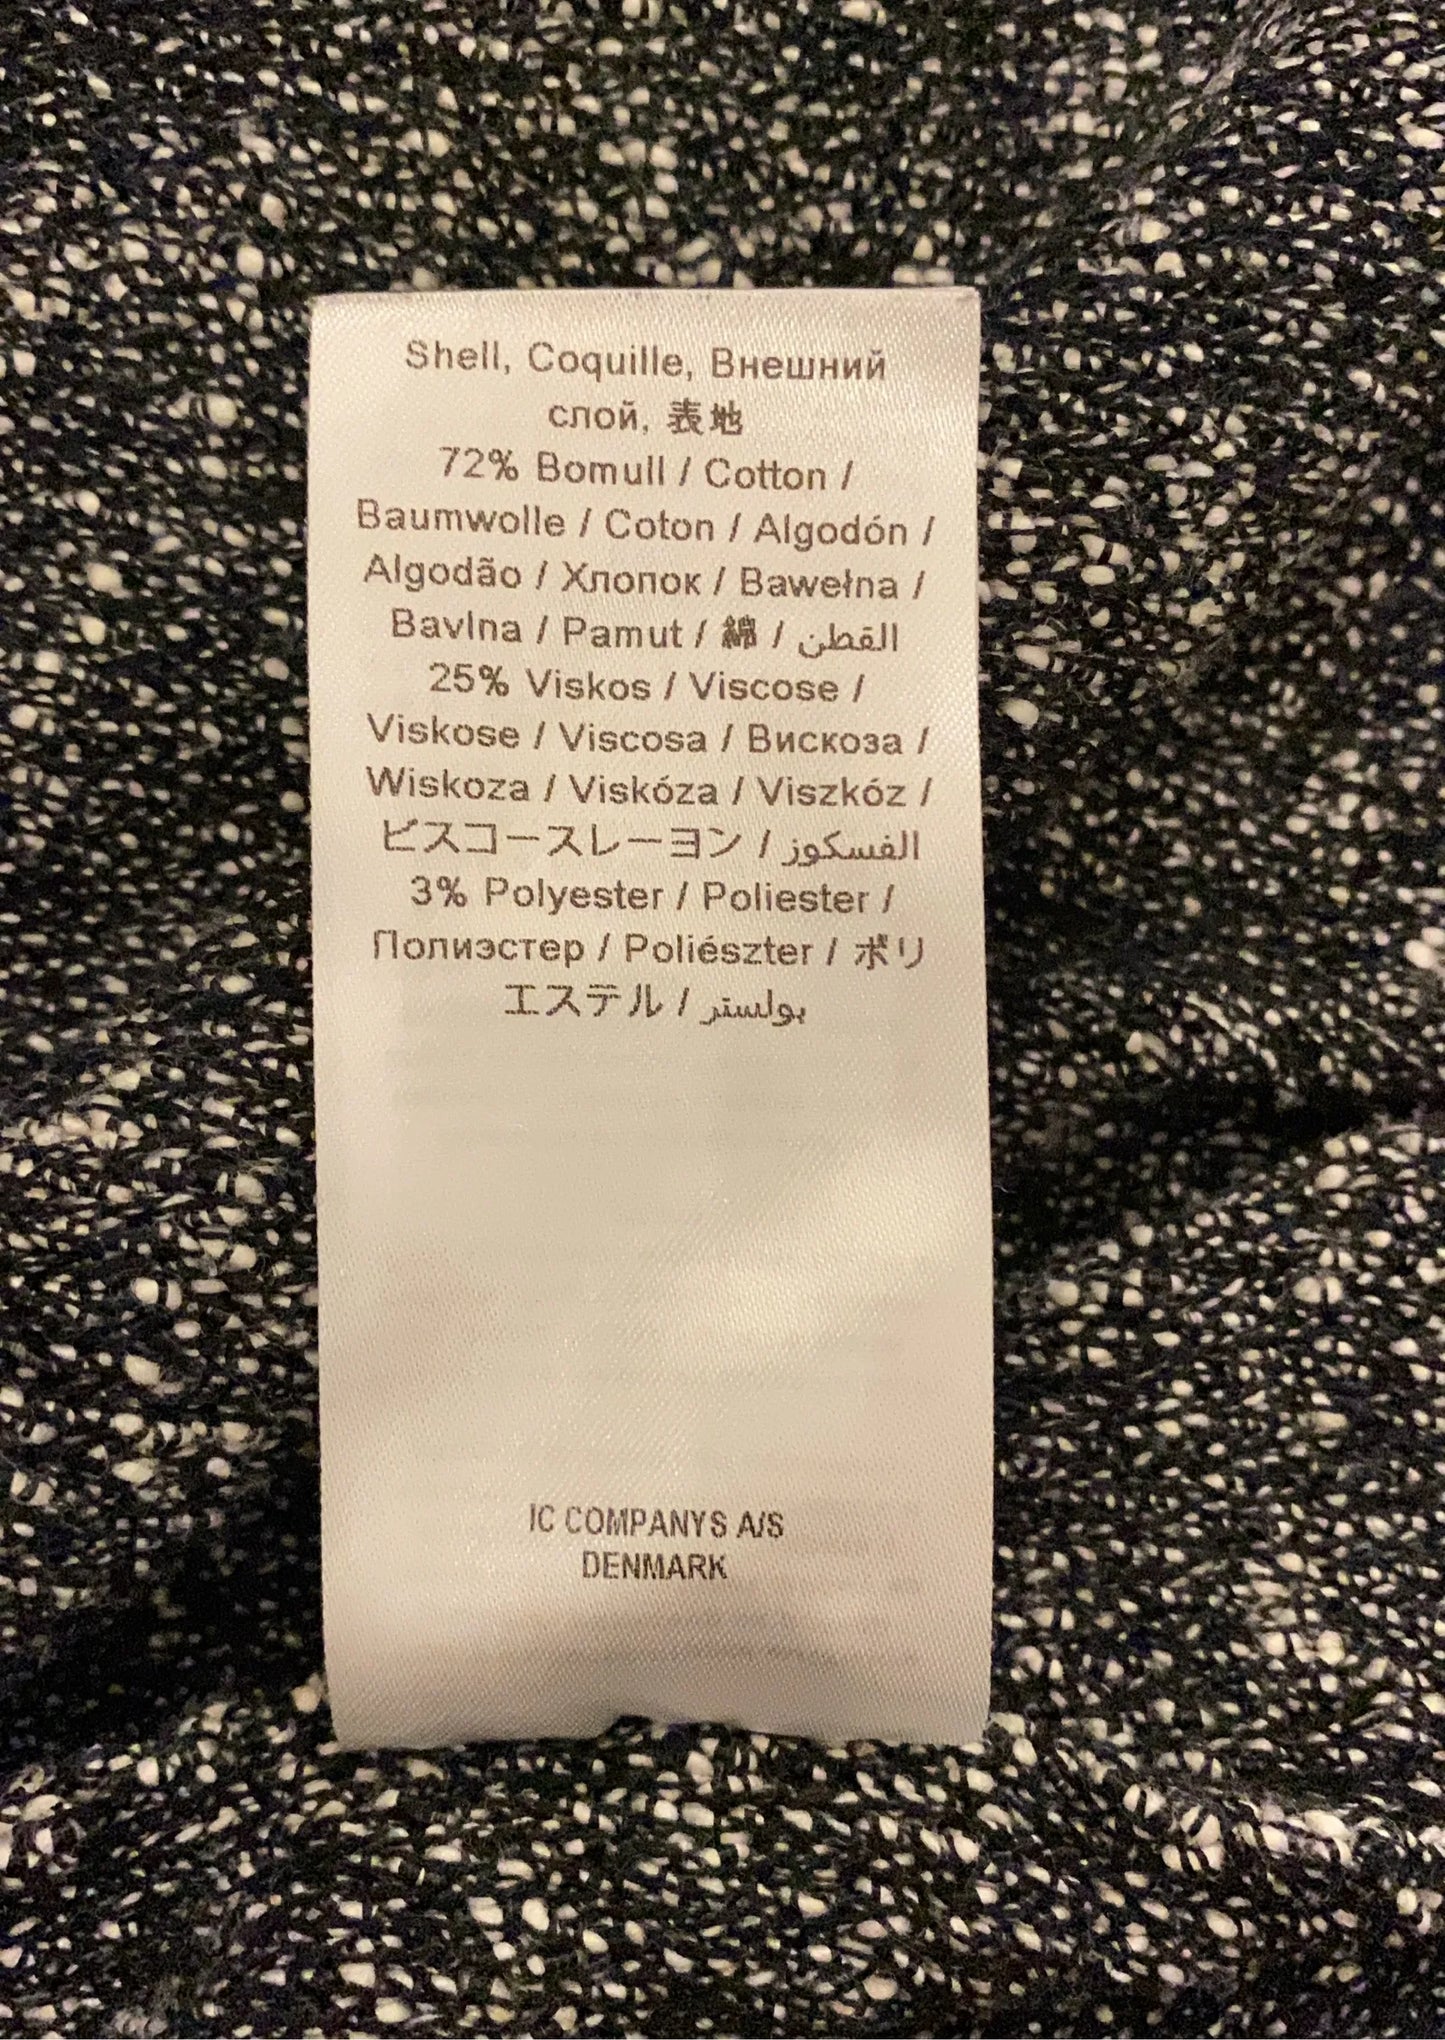 Shell, Coquille, Внешний
слой, 表地
72% Bomull / Cotton /
Baumwolle / Coton / Algodón /
Algodão / Хлопок / Bawełna /
Bavlna / Pamut / 綿 / القطن
25% Viskos / Viscose /
Viskose / Viscosa / Вискоза /
Wiskoza / Viskóza / Viszkóz /
ビスコースレーヨン / الفسكوز
3% Polyester / Poliester /
Полиэстер / Poliészter / ポリ
エステル / بولستر
IC COMPANYS A/S
DENMARK